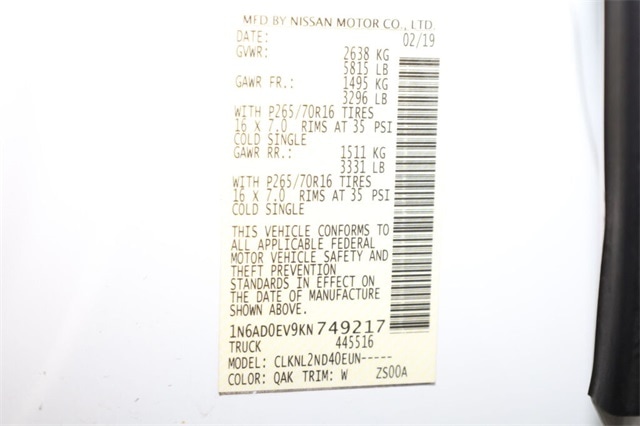 MFD BY NISSAN MOTOR CO., LTD.
DATE: 02/19
GVWR: 2638 KG
5815 LB
GAWR FR.: 1495 KG
3296 LB
WITH P265/70R16 TIRES
16 X 7.0 RIMS AT 35 PSI
COLD SINGLE
GAWR RR.: 1511 KG
3331 LB
WITH P265/70R16 TIRES
16 X 7.0 RIMS AT 35 PSI
COLD SINGLE
THIS VEHICLE CONFORMS TO
ALL APPLICABLE FEDERAL
MOTOR VEHICLE SAFETY AND
THEFT PREVENTION
STANDARDS IN EFFECT ON
THE DATE OF MANUFACTURE
SHOWN ABOVE.
1N6AD0EV9KN749217
TRUCK 445516
MODEL: CLKNL2ND40EUN-----
COLOR: QAK TRIM: W ZS00A